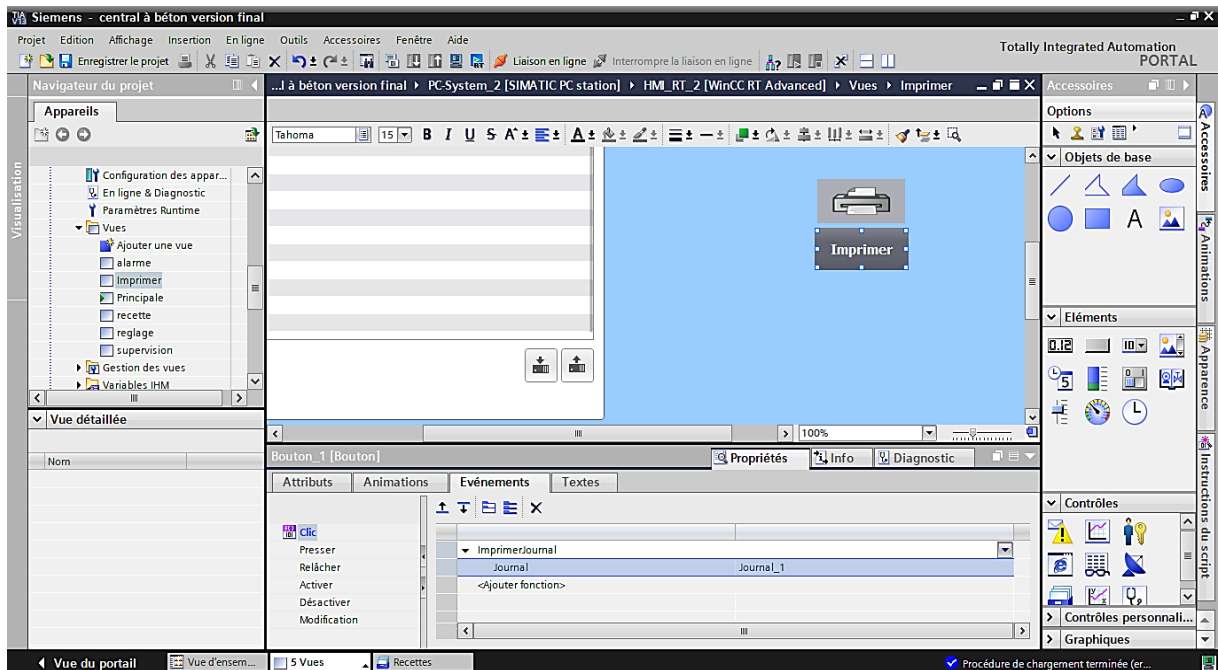 TIA V13 Siemens - central à béton version final
Projet Edition Affichage Insertion En ligne Outils Accessoires Fenêtre Aide
Totally Integrated Automation
PORTAL
Enregistrer le projet Liaison en ligne Interrompre la liaison en ligne
Navigateur du projet
...l à béton version final PC-System_2 [SIMATIC PC station] HMI_RT_2 [WinCC RT Advanced] Vues Imprimer
Accessoires
Appareils
Options
Tahoma 15 B I U S A
Visualisation
Configuration des appar...
En ligne & Diagnostic
Paramètres Runtime
Vues
Ajouter une vue
alarme
Imprimer
Principale
recette
reglage
supervision
Gestion des vues
Variables IHM
Vue détaillée
Nom
Imprimer
100%
Bouton_1 [Bouton]
Propriétés Info Diagnostic
Attributs Animations Evénements Textes
Clic
Presser
Relâcher
Activer
Désactiver
Modification
ImprimerJournal
Journal Journal_1
<Ajouter fonction>
Objets de base
A
Eléments
0.12
10
5
Contrôles
Contrôles personnali...
Graphiques
Accessoires
Animations
Apparence
Instructions du script
Vue du portail Vue d'ensem... 5 Vues Recettes Procédure de chargement terminée (er...